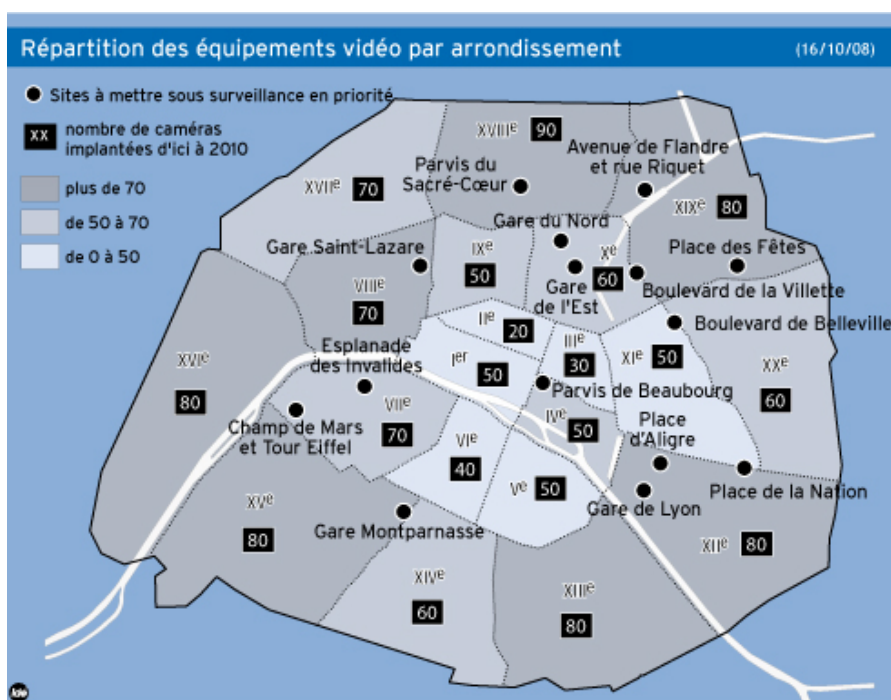 Répartition des équipements vidéo par arrondissement
(16/10/08)
Sites à mettre sous surveillance en priorité
XX
nombre de caméras
implantées d'ici à 2010
plus de 70
de 50 à 70
de 0 à 50
XVIIIe 90
Parvis du
Sacré-Cœur
Avenue de Flandre
et rue Riquet
XVIIe 70
XIXe 80
Gare du Nord
Gare Saint-Lazare
IXe
50
Xe
60
Place des Fêtes
Gare
de l'Est
Boulevard de la Villette
VIIIe
70
IIe
20
Boulevard de Belleville
IIIe
30
XIe 50
XXe
60
XVIe
80
Esplanade
des Invalides
Ier
50
Parvis de Beaubourg
Champ de Mars
et Tour Eiffel
VIIe
70
IVe
50
Place
d'Aligre
VIe
40
Ve 50
Gare de Lyon
Place de la Nation
XVe
80
Gare Montparnasse
XIIe 80
XIVe
60
XIIIe
80
idé